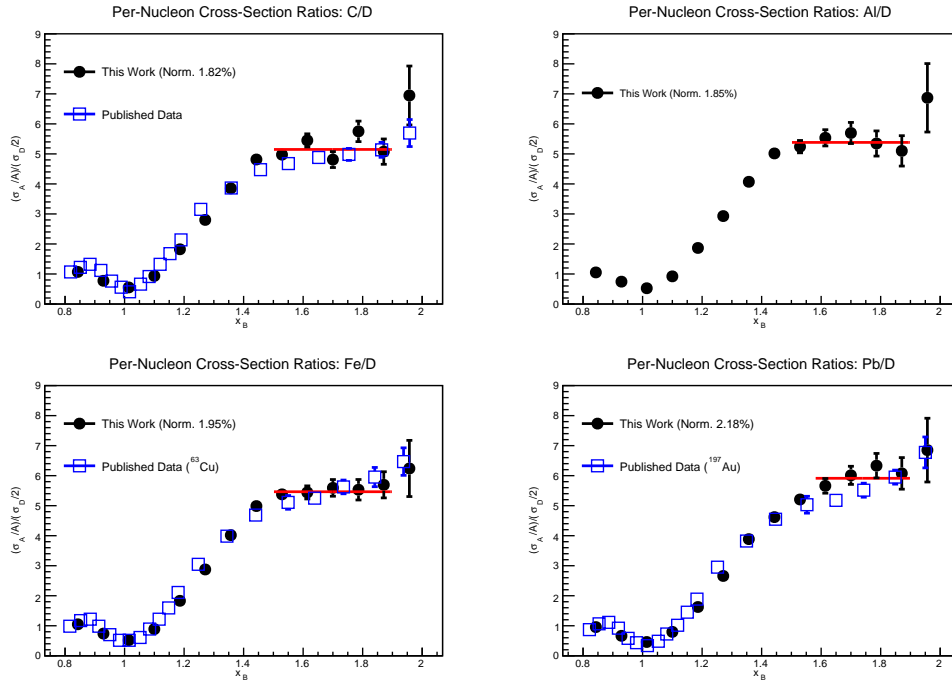 Per-Nucleon Cross-Section Ratios: C/D
9
8
7
6
5
4
3
2
1
0
(σ_A/A)/(σ_D/2)
This Work (Norm. 1.82%)
Published Data
0.8 1 1.2 1.4 1.6 1.8 2
x_B
Per-Nucleon Cross-Section Ratios: Al/D
9
8
7
6
5
4
3
2
1
0
(σ_A/A)/(σ_D/2)
This Work (Norm. 1.85%)
0.8 1 1.2 1.4 1.6 1.8 2
x_B
Per-Nucleon Cross-Section Ratios: Fe/D
9
8
7
6
5
4
3
2
1
0
(σ_A/A)/(σ_D/2)
This Work (Norm. 1.95%)
Published Data (⁶³Cu)
0.8 1 1.2 1.4 1.6 1.8 2
x_B
Per-Nucleon Cross-Section Ratios: Pb/D
9
8
7
6
5
4
3
2
1
0
(σ_A/A)/(σ_D/2)
This Work (Norm. 2.18%)
Published Data (¹⁹⁷Au)
0.8 1 1.2 1.4 1.6 1.8 2
x_B